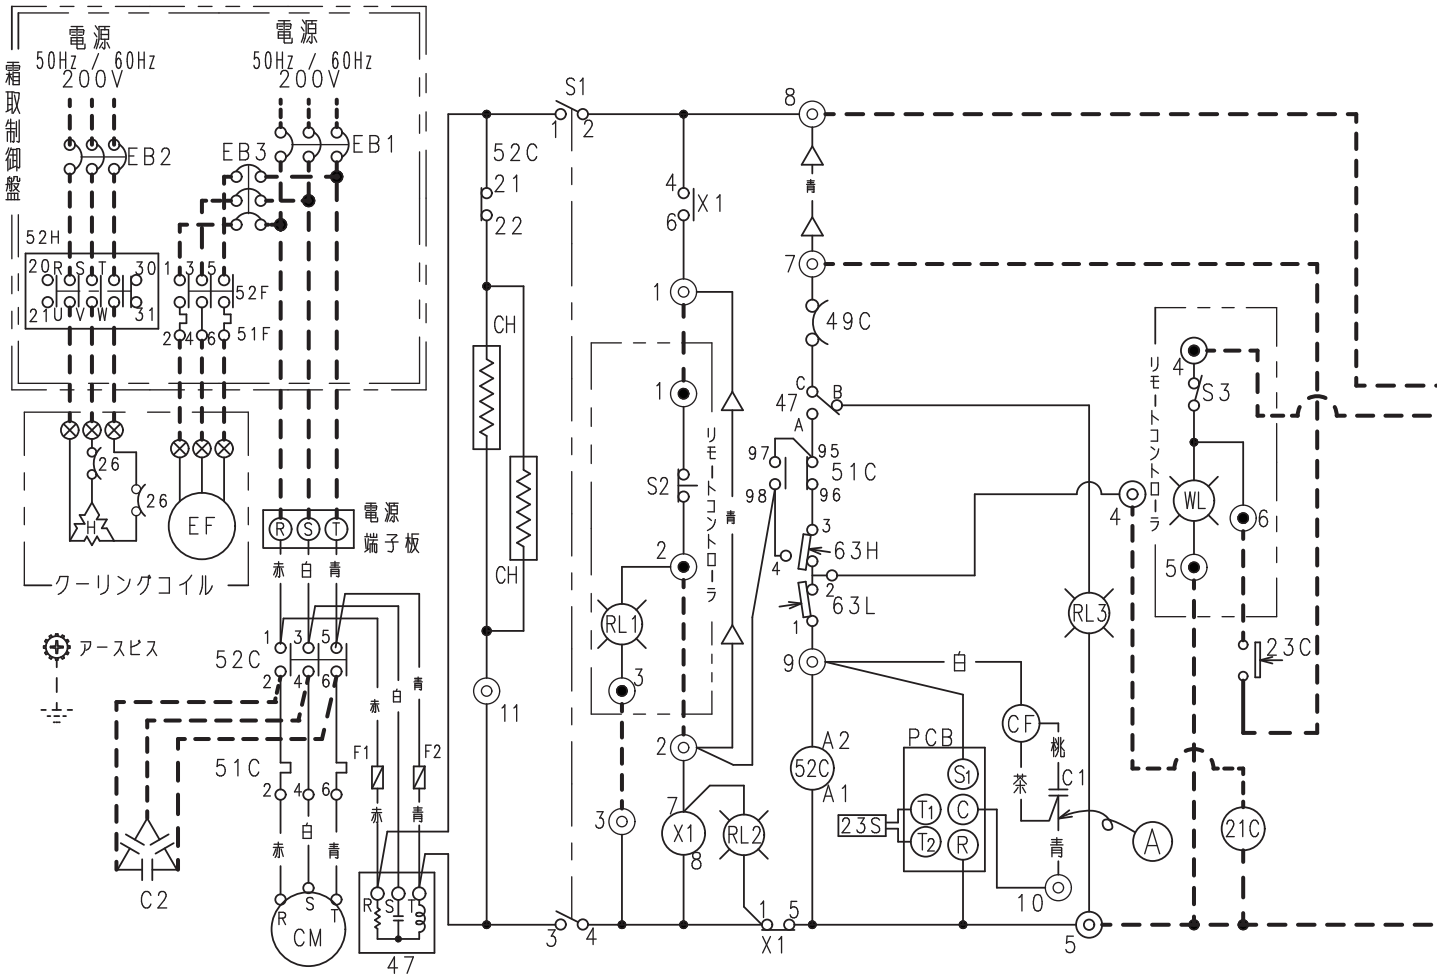 霜取制御盤
電源
50Hz / 60Hz
200V
電源
50Hz / 60Hz
200V
EB2
EB3
EB1
52H
20 R S T 30
21 U V W 31
1 3 5
52F
2 4 6
51F
26
26
H
EF
クーリングコイル
R S T
電源
端子板
赤 白 青
アースピス
1 3 5
52C
2 4 6
51C
2 4 6
赤 白 青
C2
R S T
CM
赤 白 青
F1
F2
赤 青
R S T
47
S1
1 2
52C
21
22
CH
CH
11
3 4
4
X1
6
1
1
S2
2
リモートコントローラ
RL1
3
2
3
青
7
X1
8
RL2
1 5
X1
8
青
7
49C
C
B
47
A
97
95
51C
98
96
3
63H
4
2
63L
1
9
白
A2
52C
A1
PCB
S1
T1
C
T2
R
23S
CF
桃
C1
茶
青
A
10
RL3
5
4
リモートコントローラ
4
S3
WL
6
5
23C
21C